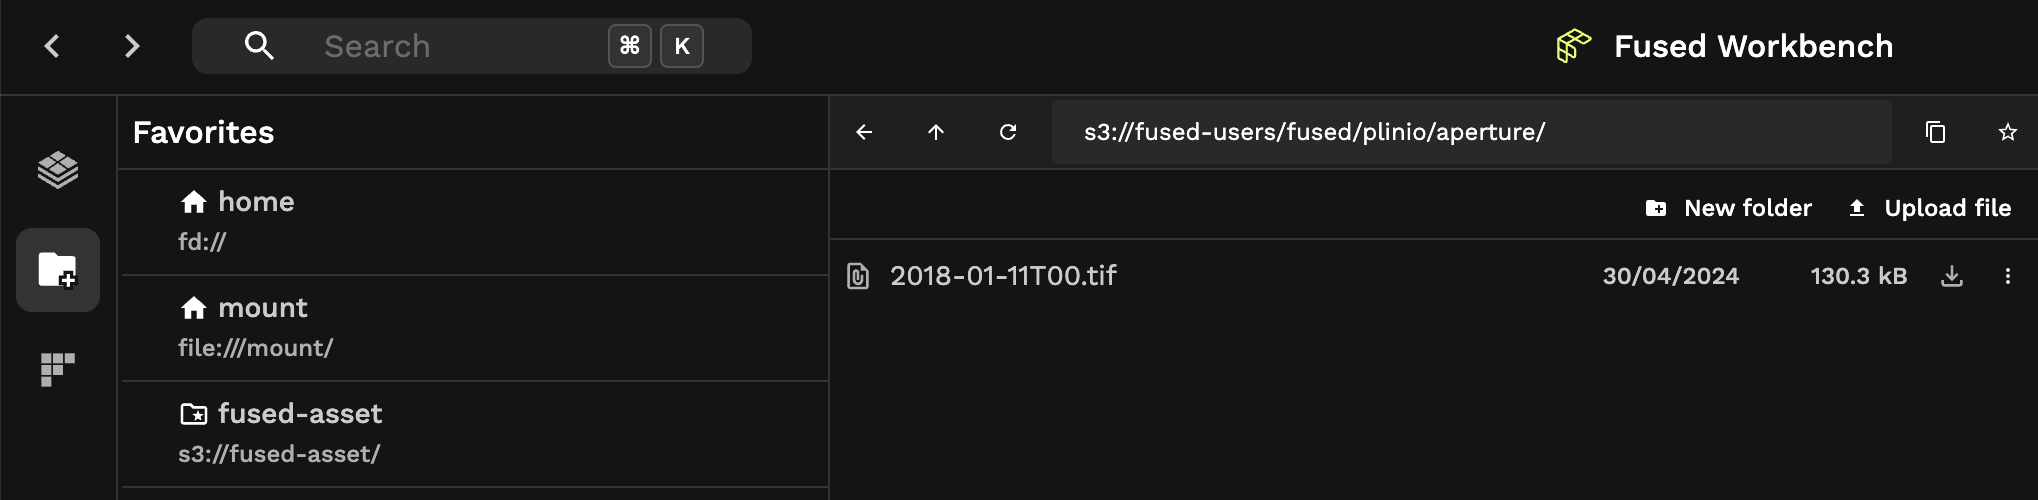 Search
⌘ K
Fused Workbench
Favorites
home
fd://
mount
file:///mount/
fused-asset
s3://fused-asset/
s3://fused-users/fused/plinio/aperture/
New folder
Upload file
2018-01-11T00.tif 30/04/2024 130.3 kB